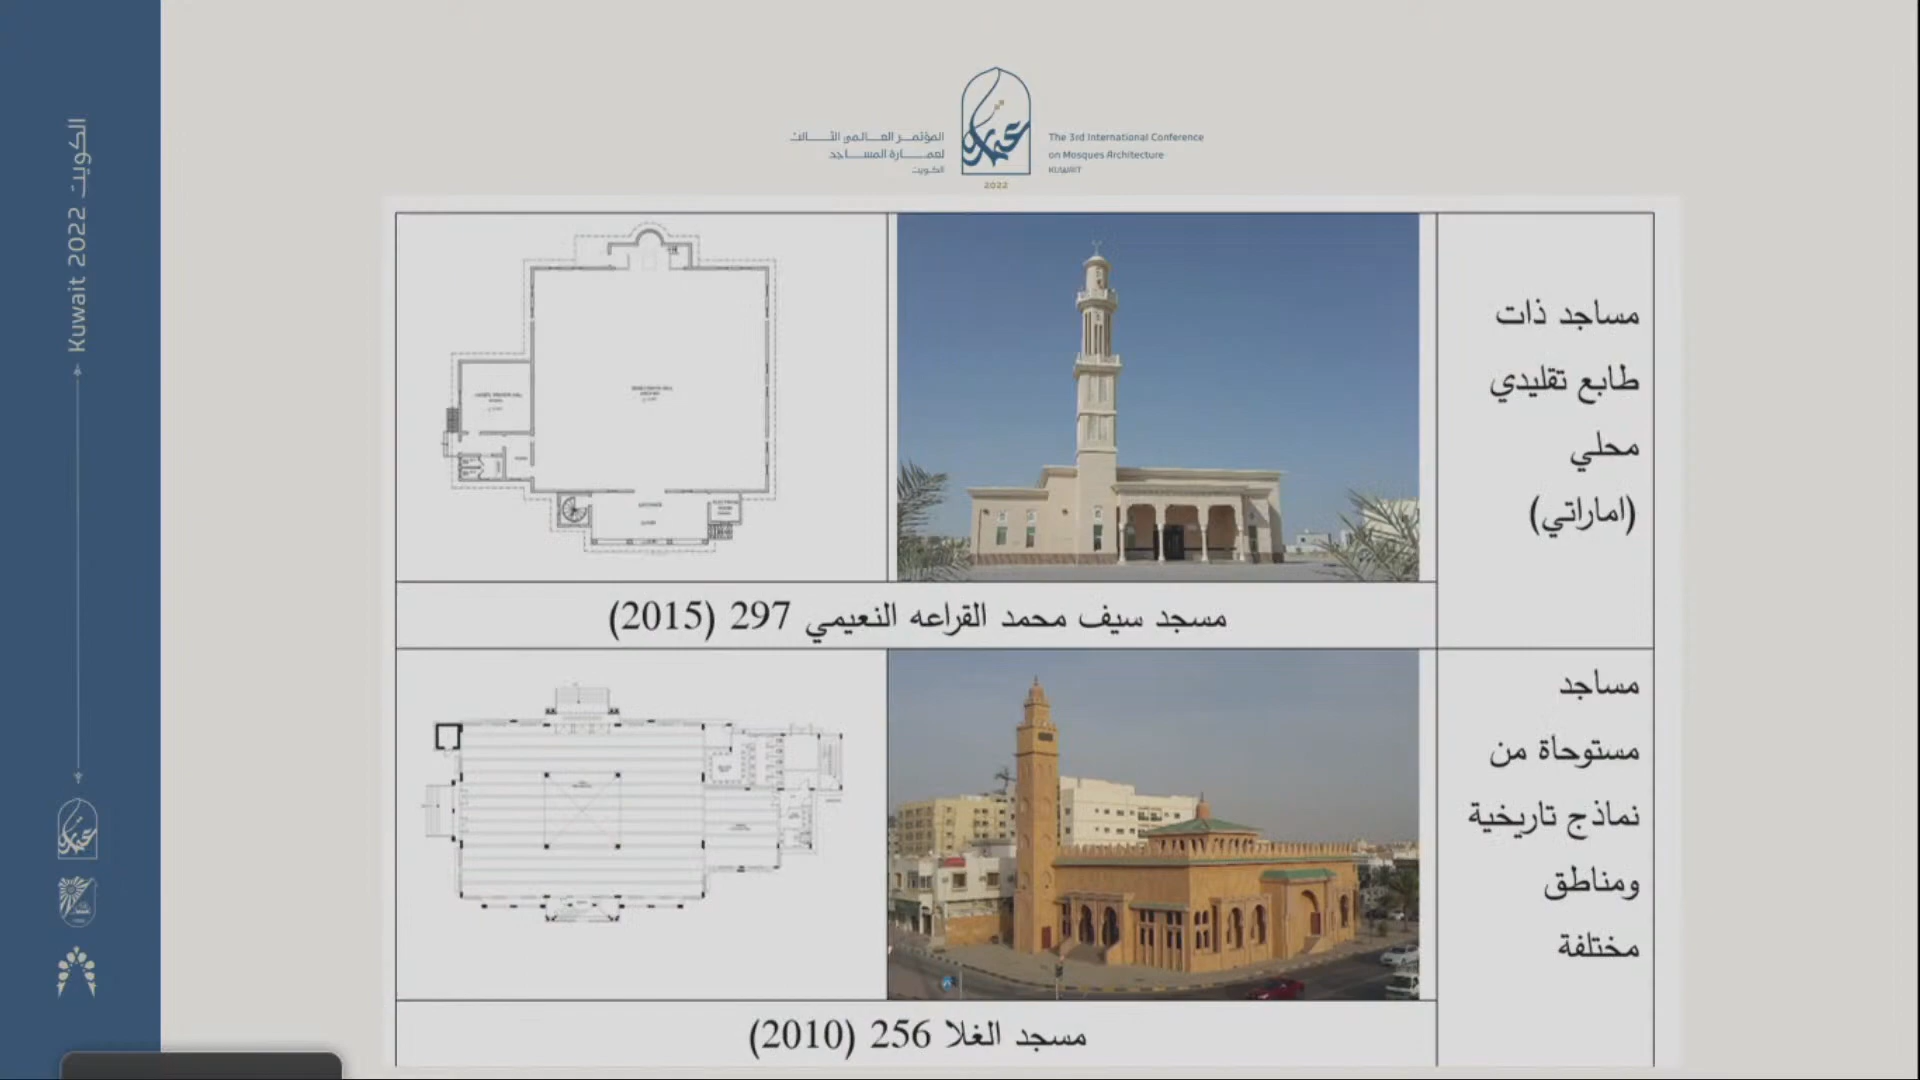 الكويت Kuwait 2022
المؤتمر العالمي الثالث
لعمارة المساجد
الكويت
The 3rd International Conference
on Mosques Architecture
KUWAIT
2022
مساجد ذات
طابع تقليدي
محلي
(اماراتي)
مسجد سيف محمد القراعه النعيمي 297 (2015)
مساجد
مستوحاة من
نماذج تاريخية
ومناطق
مختلفة
مسجد الغلا 256 (2010)